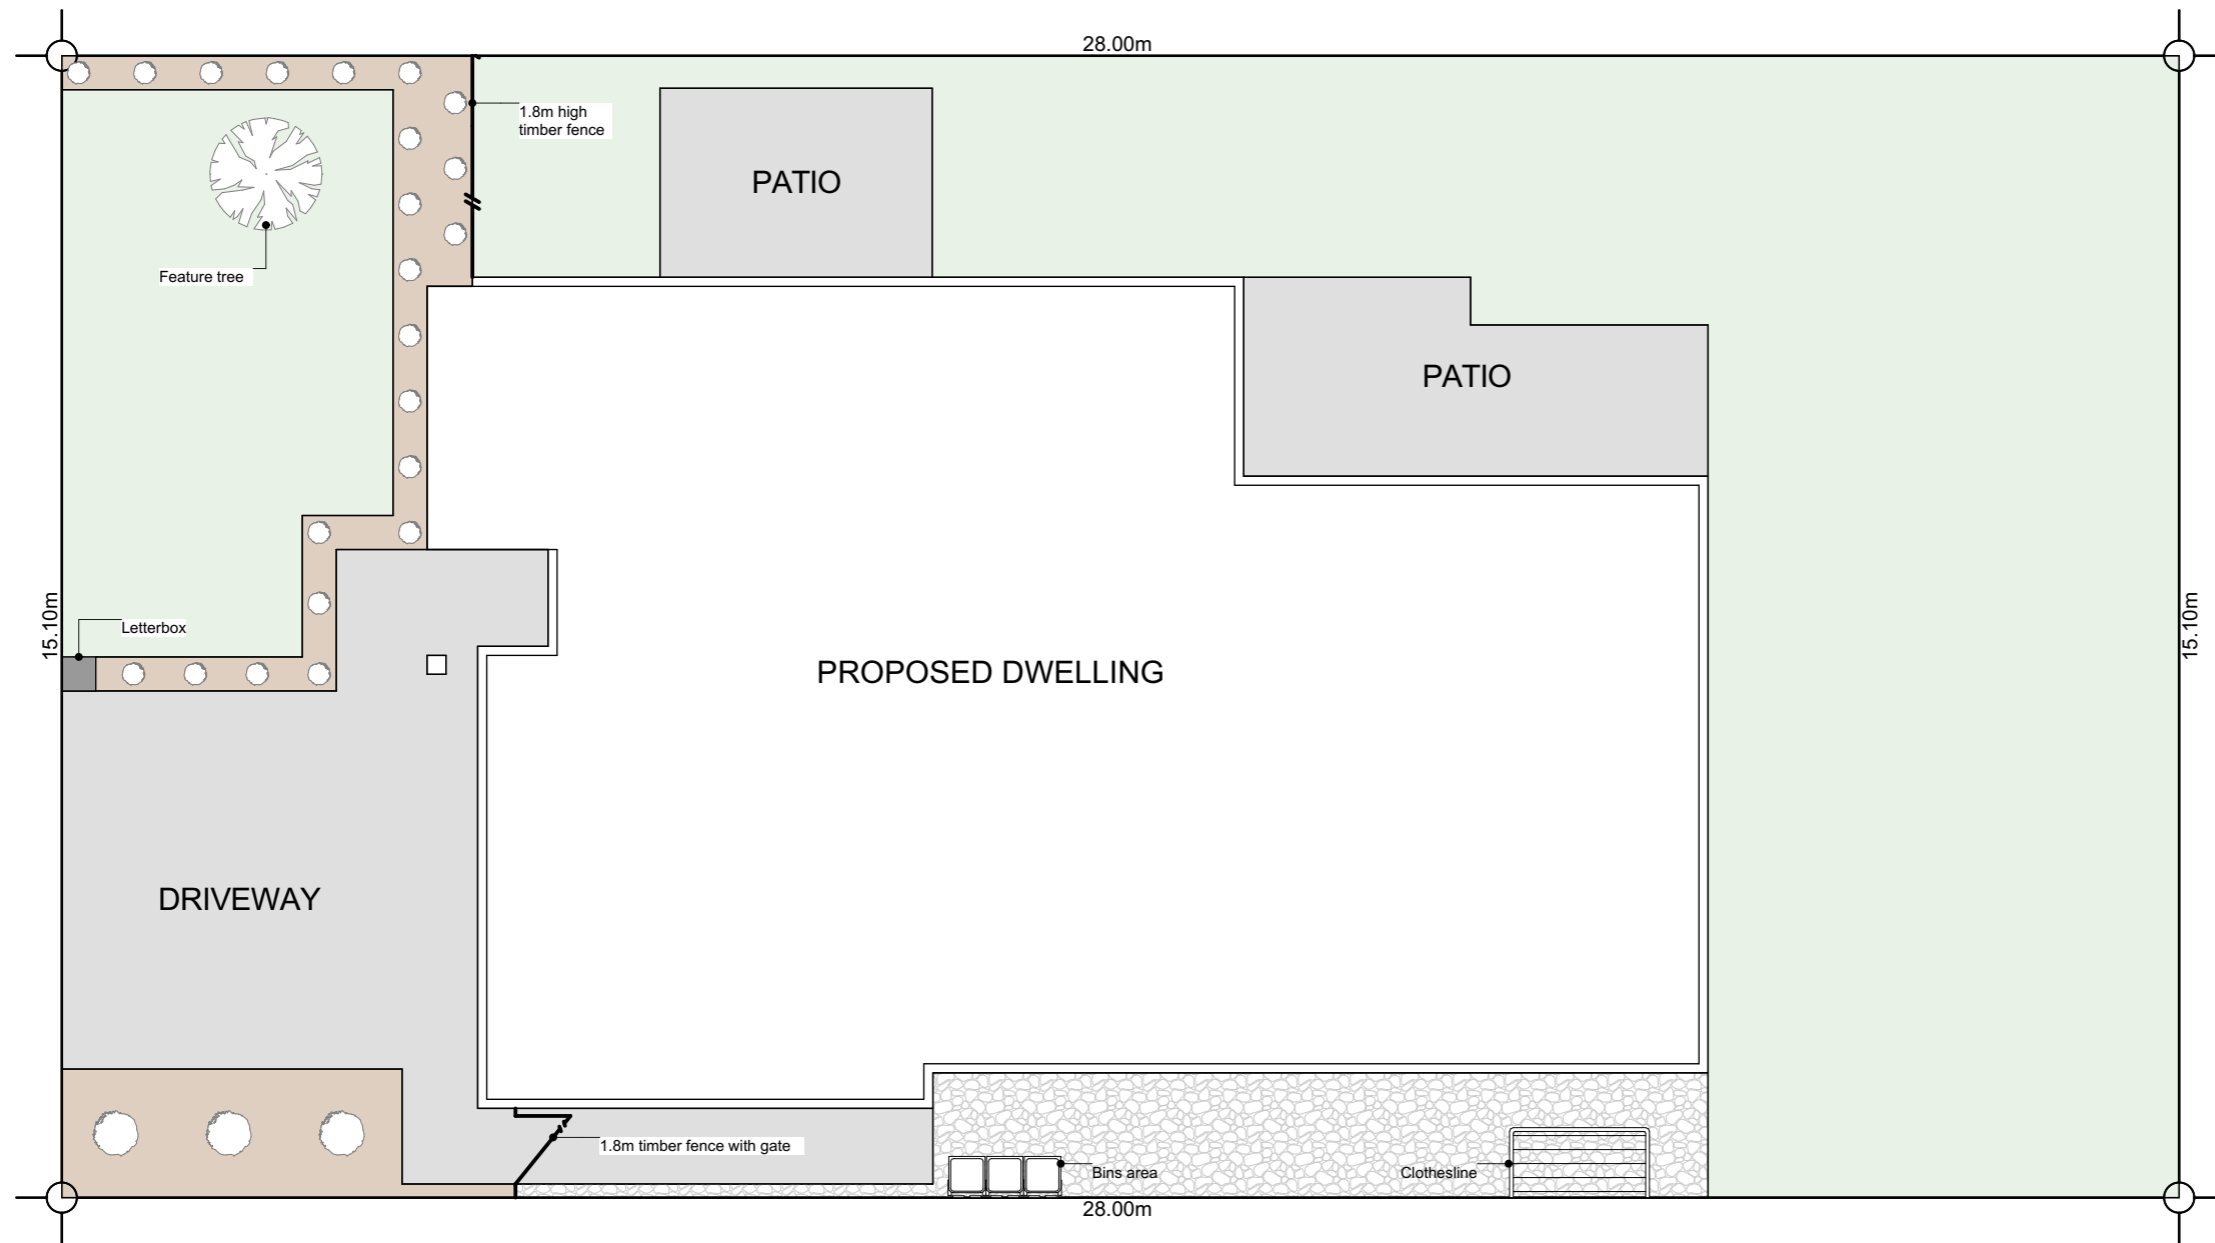 28.00m
1.8m high
timber fence
PATIO
Feature tree
PATIO
15.10m
Letterbox
15.10m
PROPOSED DWELLING
DRIVEWAY
1.8m timber fence with gate
Bins area
Clothesline
28.00m